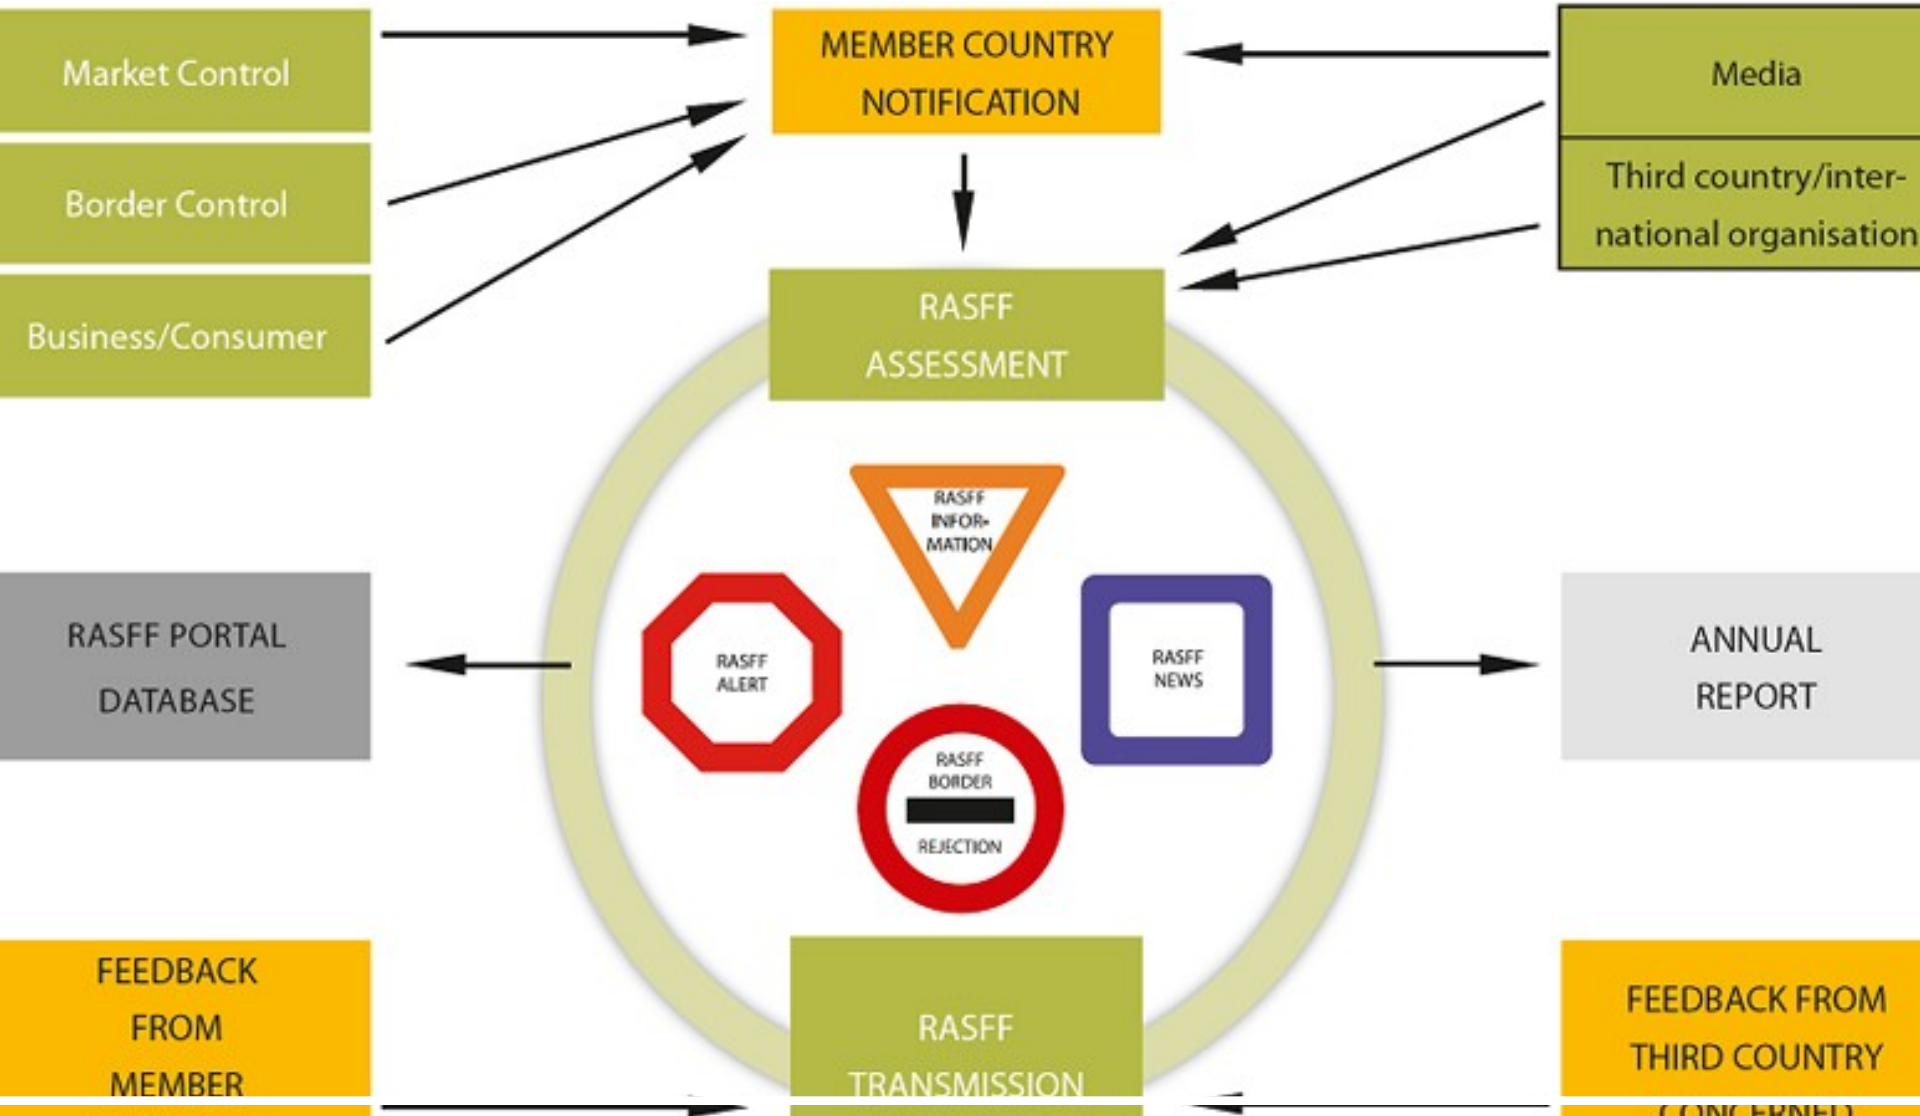 Market Control
Border Control
Business/Consumer
MEMBER COUNTRY
NOTIFICATION
Media
Third country/inter-
national organisation
RASFF
ASSESSMENT
RASFF
INFOR-
MATION
RASFF
ALERT
RASFF
NEWS
RASFF
BORDER
REJECTION
RASFF PORTAL
DATABASE
ANNUAL
REPORT
FEEDBACK
FROM
MEMBER
RASFF
TRANSMISSION
FEEDBACK FROM
THIRD COUNTRY
CONCERNED